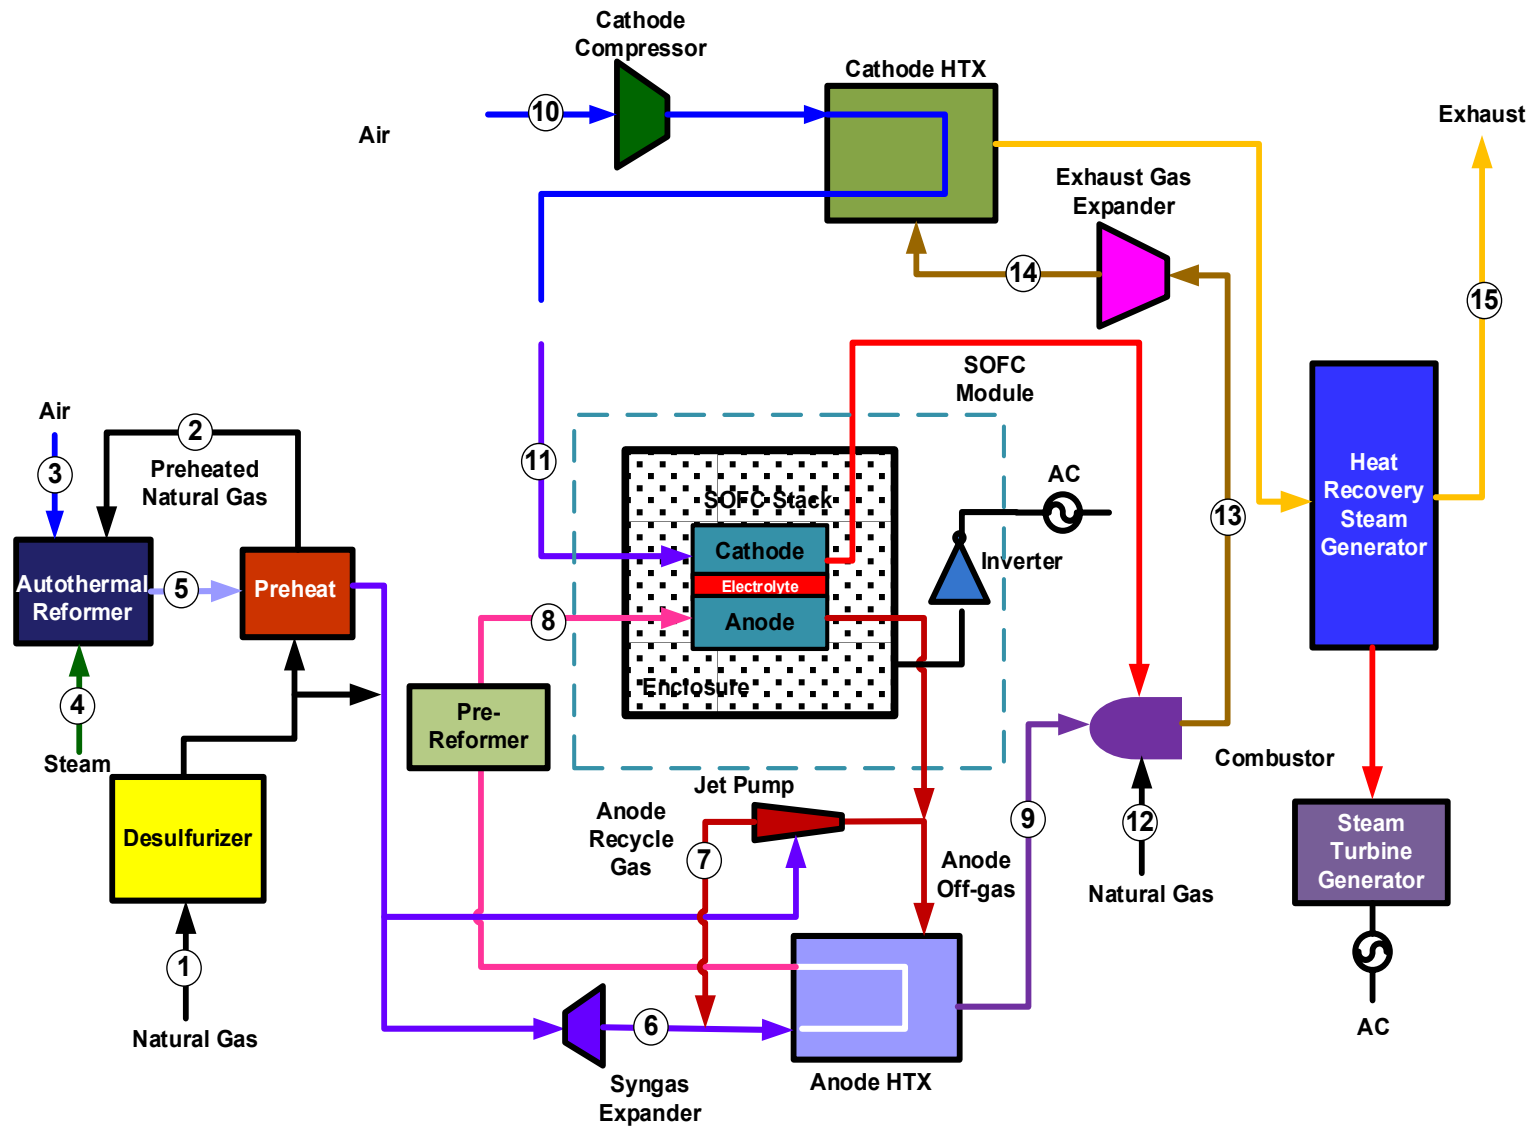 Cathode
Compressor
Cathode HTX
10
Air
Exhaust
Exhaust Gas
Expander
14
15
SOFC
Module
Air
2
3
Preheated
Natural Gas
11
AC
Heat
Recovery
Steam
Generator
SOFC Stack
13
Cathode
Inverter
Electrolyte
Autothermal
Reformer
5
Preheat
8
Anode
Enclosure
4
Pre-
Reformer
Steam
Combustor
Jet Pump
Desulfurizer
Anode
Recycle
Gas
7
9
12
Steam
Turbine
Generator
Anode
Off-gas
Natural Gas
1
Natural Gas
6
AC
Anode HTX
Syngas
Expander